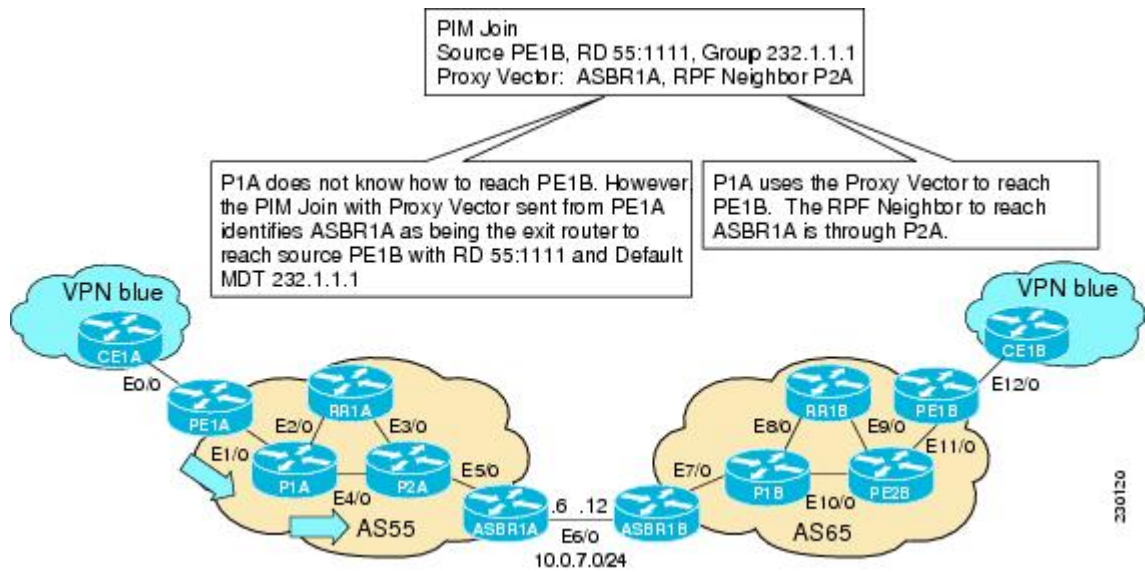 PIM Join
Source PE1B, RD 55:1111, Group 232.1.1.1
Proxy Vector: ASBR1A, RPF Neighbor P2A
P1A does not know how to reach PE1B. However,
the PIM Join with Proxy Vector sent from PE1A
identifies ASBR1A as being the exit router to
reach source PE1B with RD 55:1111 and Default
MDT 232.1.1.1
P1A uses the Proxy Vector to reach
PE1B. The RPF Neighbor to reach
ASBR1A is through P2A.
VPN blue
CE1A
E0/0
PE1A
E1/0
E2/0
RR1A
E3/0
P1A
E4/0
P2A
E5/0
AS55
ASBR1A
.6 .12
E6/0
10.0.7.0/24
ASBR1B
E7/0
P1B
E8/0
RR1B
E9/0
PE1B
E10/0
PE2B
E11/0
AS65
VPN blue
CE1B
E12/0
230120